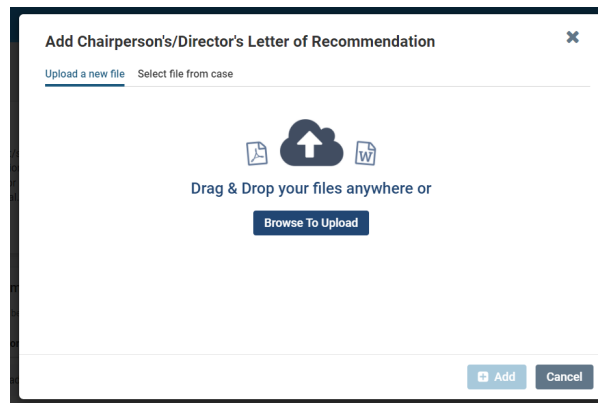 Add Chairperson's/Director's Letter of Recommendation
Upload a new file Select file from case
W
Drag & Drop your files anywhere or
Browse To Upload
Add Cancel